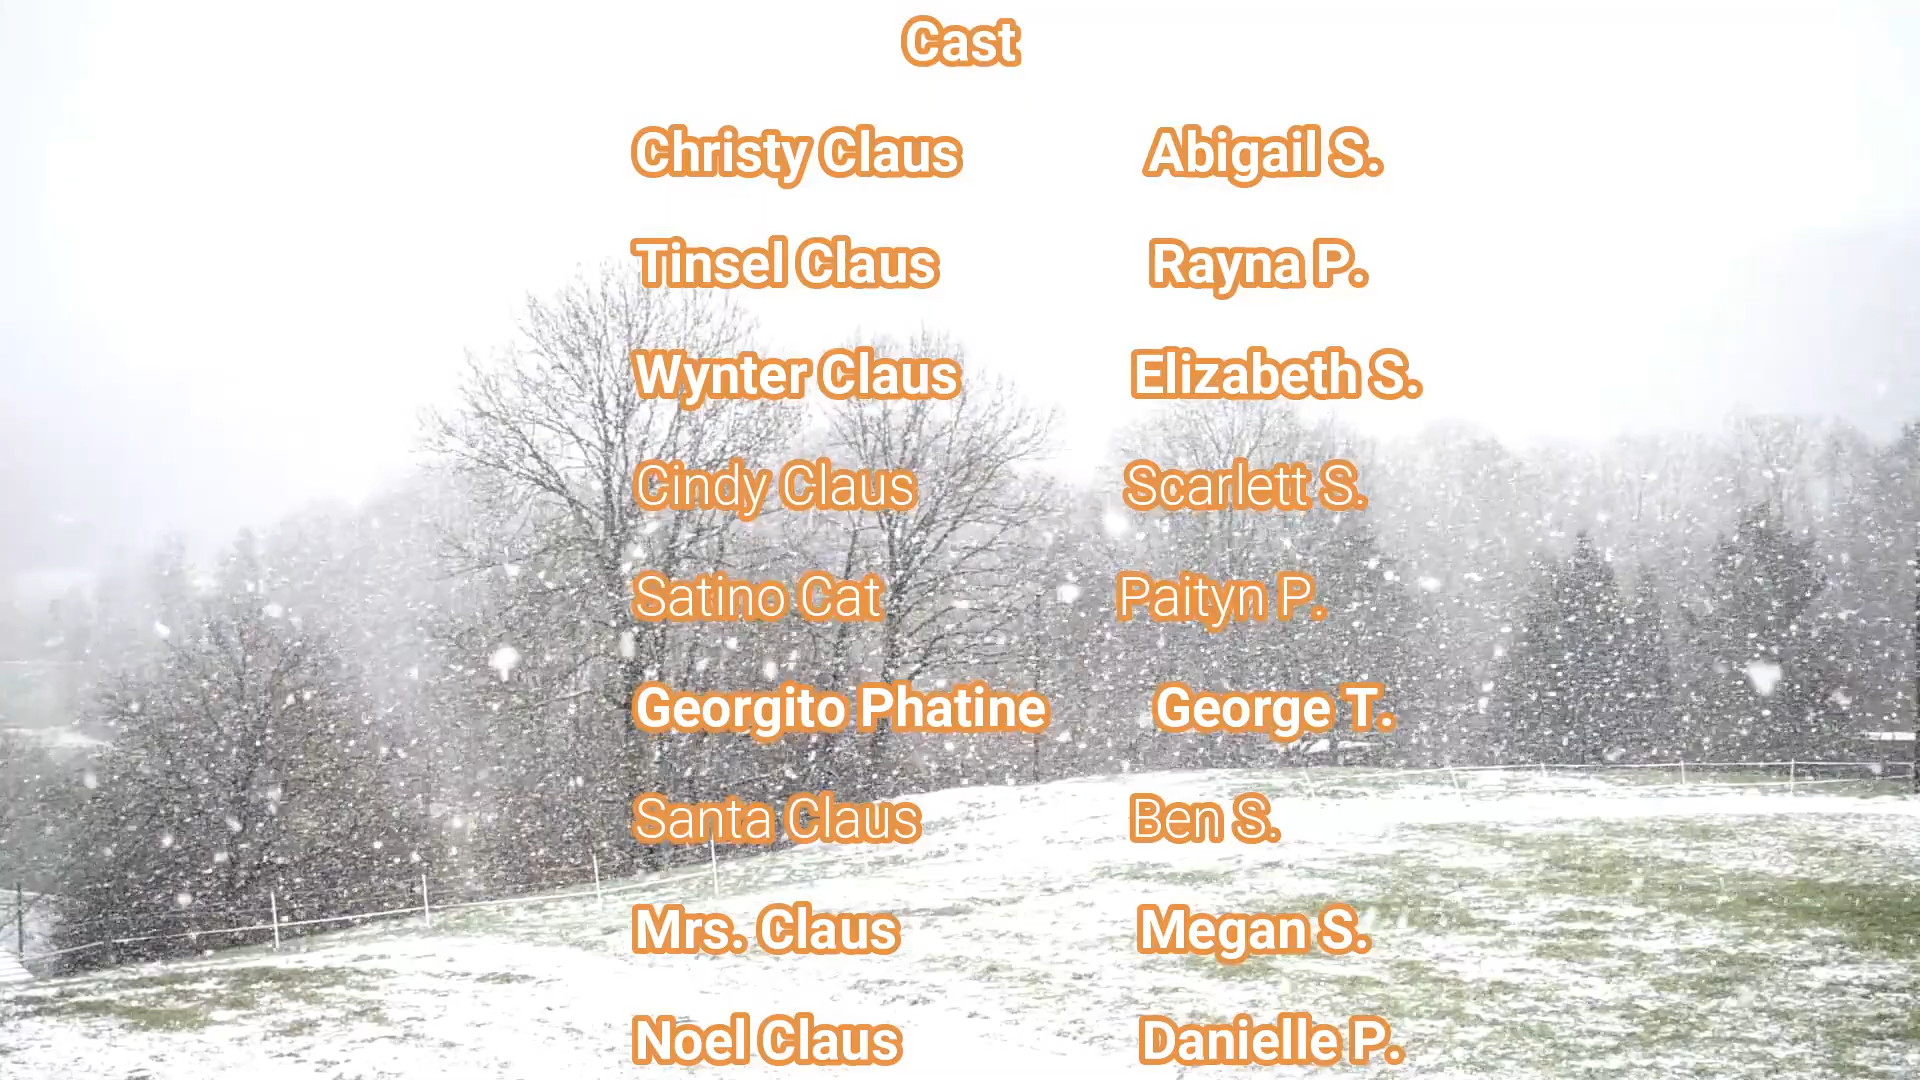 Cast
Christy Claus Abigail S.
Tinsel Claus Rayna P.
Wynter Claus Elizabeth S.
Cindy Claus Scarlett S.
Satino Cat Paityn P.
Georgito Phatine George T.
Santa Claus Ben S.
Mrs. Claus Megan S.
Noel Claus Danielle P.